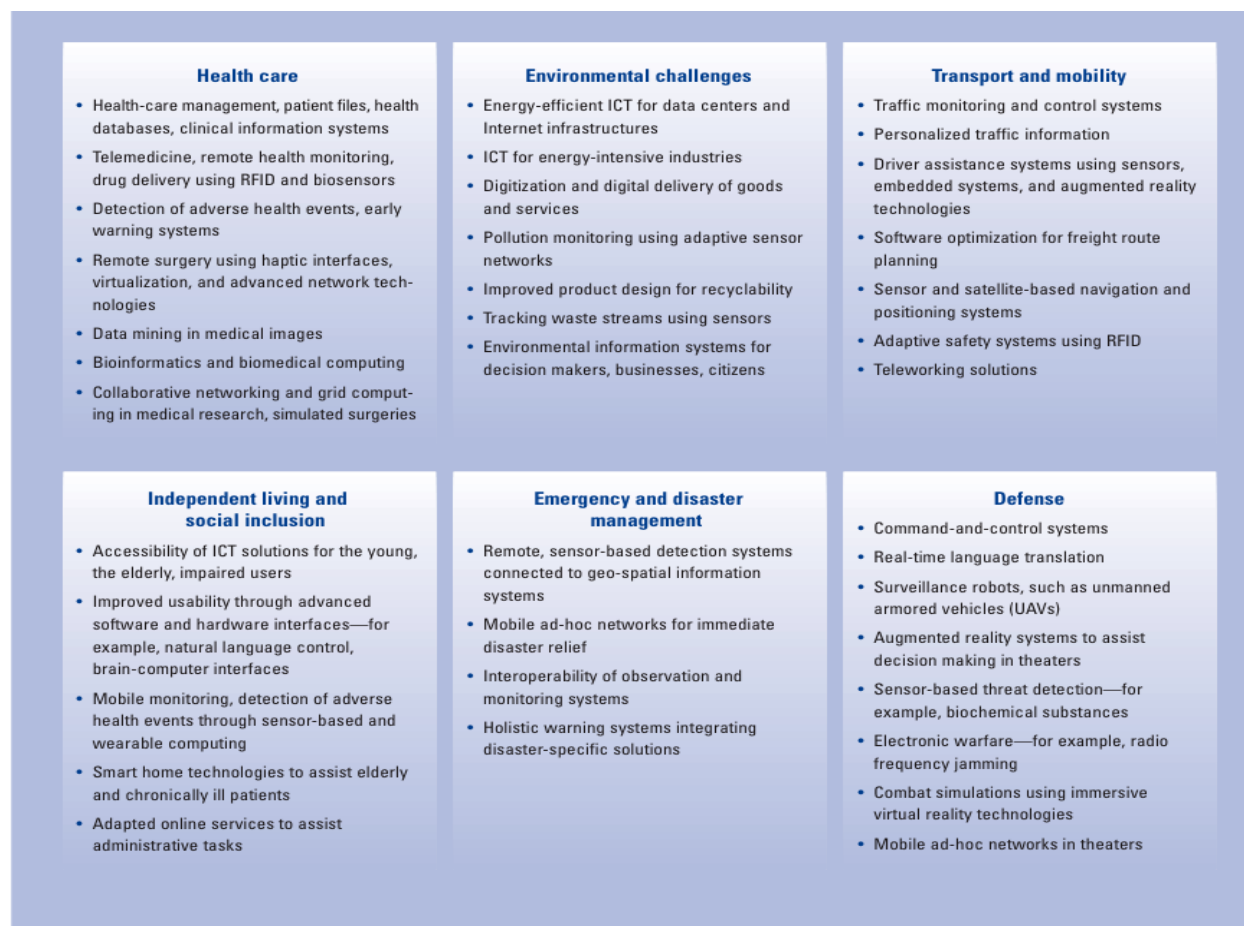 Health care
• Health-care management, patient files, health
databases, clinical information systems
• Telemedicine, remote health monitoring,
drug delivery using RFID and biosensors
• Detection of adverse health events, early
warning systems
• Remote surgery using haptic interfaces,
virtualization, and advanced network tech-
nologies
• Data mining in medical images
• Bioinformatics and biomedical computing
• Collaborative networking and grid comput-
ing in medical research, simulated surgeries
Environmental challenges
• Energy-efficient ICT for data centers and
Internet infrastructures
• ICT for energy-intensive industries
• Digitization and digital delivery of goods
and services
• Pollution monitoring using adaptive sensor
networks
• Improved product design for recyclability
• Tracking waste streams using sensors
• Environmental information systems for
decision makers, businesses, citizens
Transport and mobility
• Traffic monitoring and control systems
• Personalized traffic information
• Driver assistance systems using sensors,
embedded systems, and augmented reality
technologies
• Software optimization for freight route
planning
• Sensor and satellite-based navigation and
positioning systems
• Adaptive safety systems using RFID
• Teleworking solutions
Independent living and
social inclusion
• Accessibility of ICT solutions for the young,
the elderly, impaired users
• Improved usability through advanced
software and hardware interfaces—for
example, natural language control,
brain-computer interfaces
• Mobile monitoring, detection of adverse
health events through sensor-based and
wearable computing
• Smart home technologies to assist elderly
and chronically ill patients
• Adapted online services to assist
administrative tasks
Emergency and disaster
management
• Remote, sensor-based detection systems
connected to geo-spatial information
systems
• Mobile ad-hoc networks for immediate
disaster relief
• Interoperability of observation and
monitoring systems
• Holistic warning systems integrating
disaster-specific solutions
Defense
• Command-and-control systems
• Real-time language translation
• Surveillance robots, such as unmanned
armored vehicles (UAVs)
• Augmented reality systems to assist
decision making in theaters
• Sensor-based threat detection—for
example, biochemical substances
• Electronic warfare—for example, radio
frequency jamming
• Combat simulations using immersive
virtual reality technologies
• Mobile ad-hoc networks in theaters